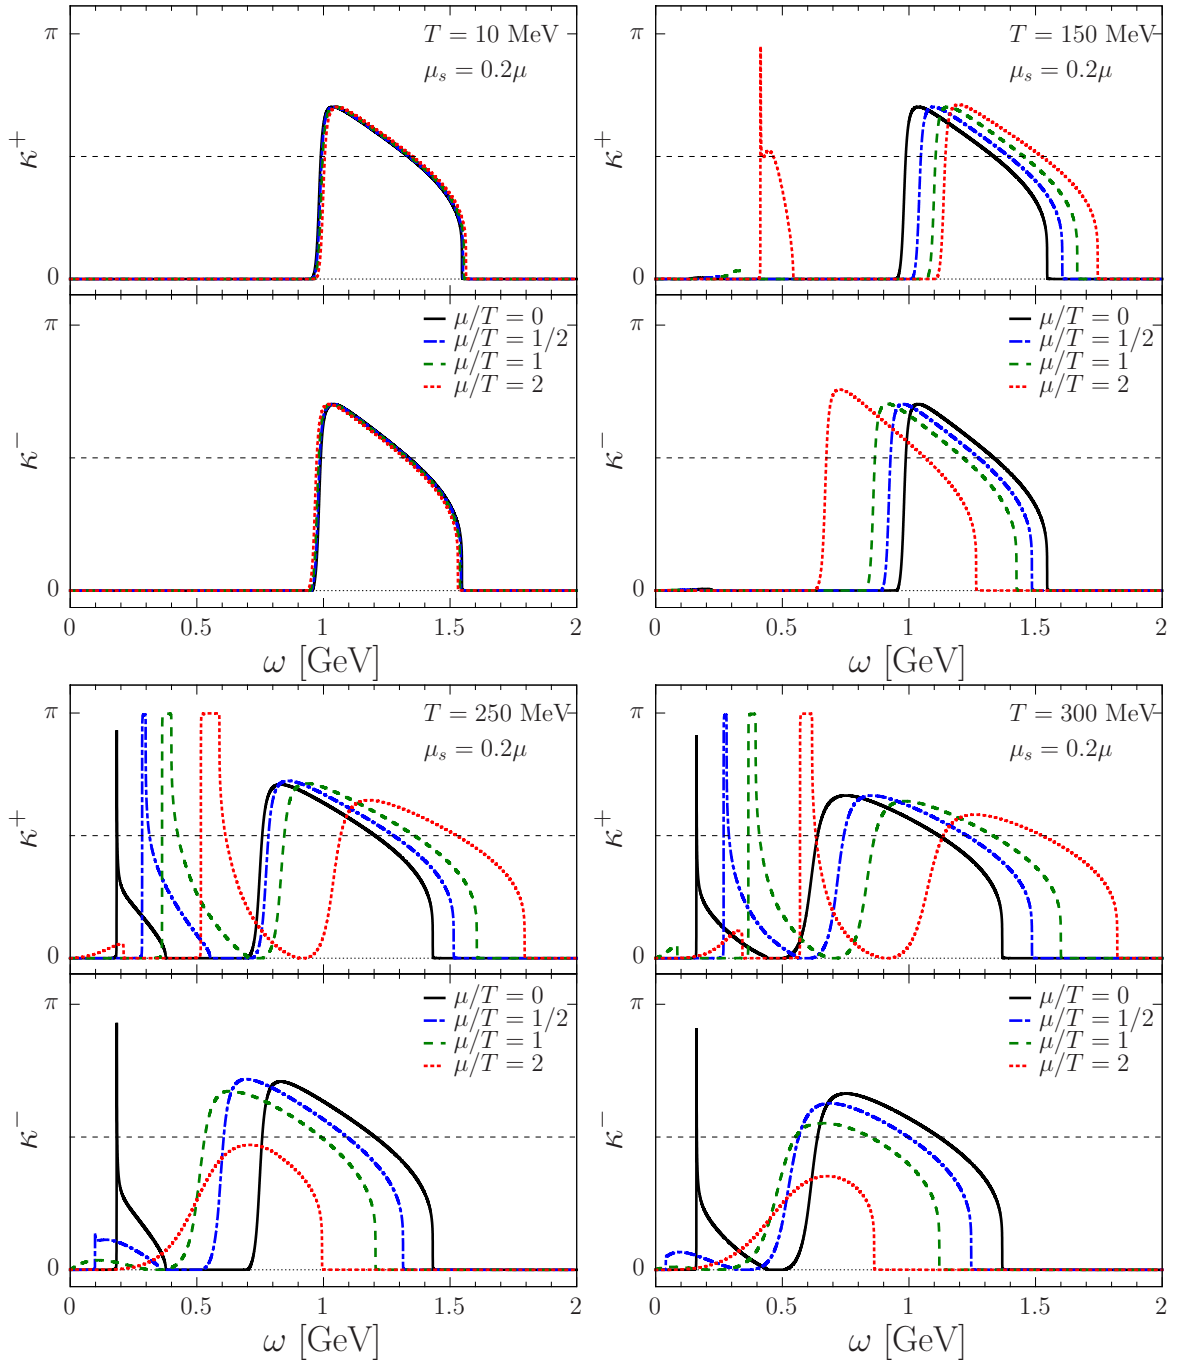 π
T = 10 MeV
μ_s = 0.2μ
κ⁺
0
π
μ/T = 0
μ/T = 1/2
μ/T = 1
μ/T = 2
κ⁻
0
0 0.5 1 1.5 2
ω [GeV]
π
T = 150 MeV
μ_s = 0.2μ
κ⁺
0
π
μ/T = 0
μ/T = 1/2
μ/T = 1
μ/T = 2
κ⁻
0
0 0.5 1 1.5 2
ω [GeV]
π
T = 250 MeV
μ_s = 0.2μ
κ⁺
0
π
μ/T = 0
μ/T = 1/2
μ/T = 1
μ/T = 2
κ⁻
0
0 0.5 1 1.5 2
ω [GeV]
π
T = 300 MeV
μ_s = 0.2μ
κ⁺
0
π
μ/T = 0
μ/T = 1/2
μ/T = 1
μ/T = 2
κ⁻
0
0 0.5 1 1.5 2
ω [GeV]